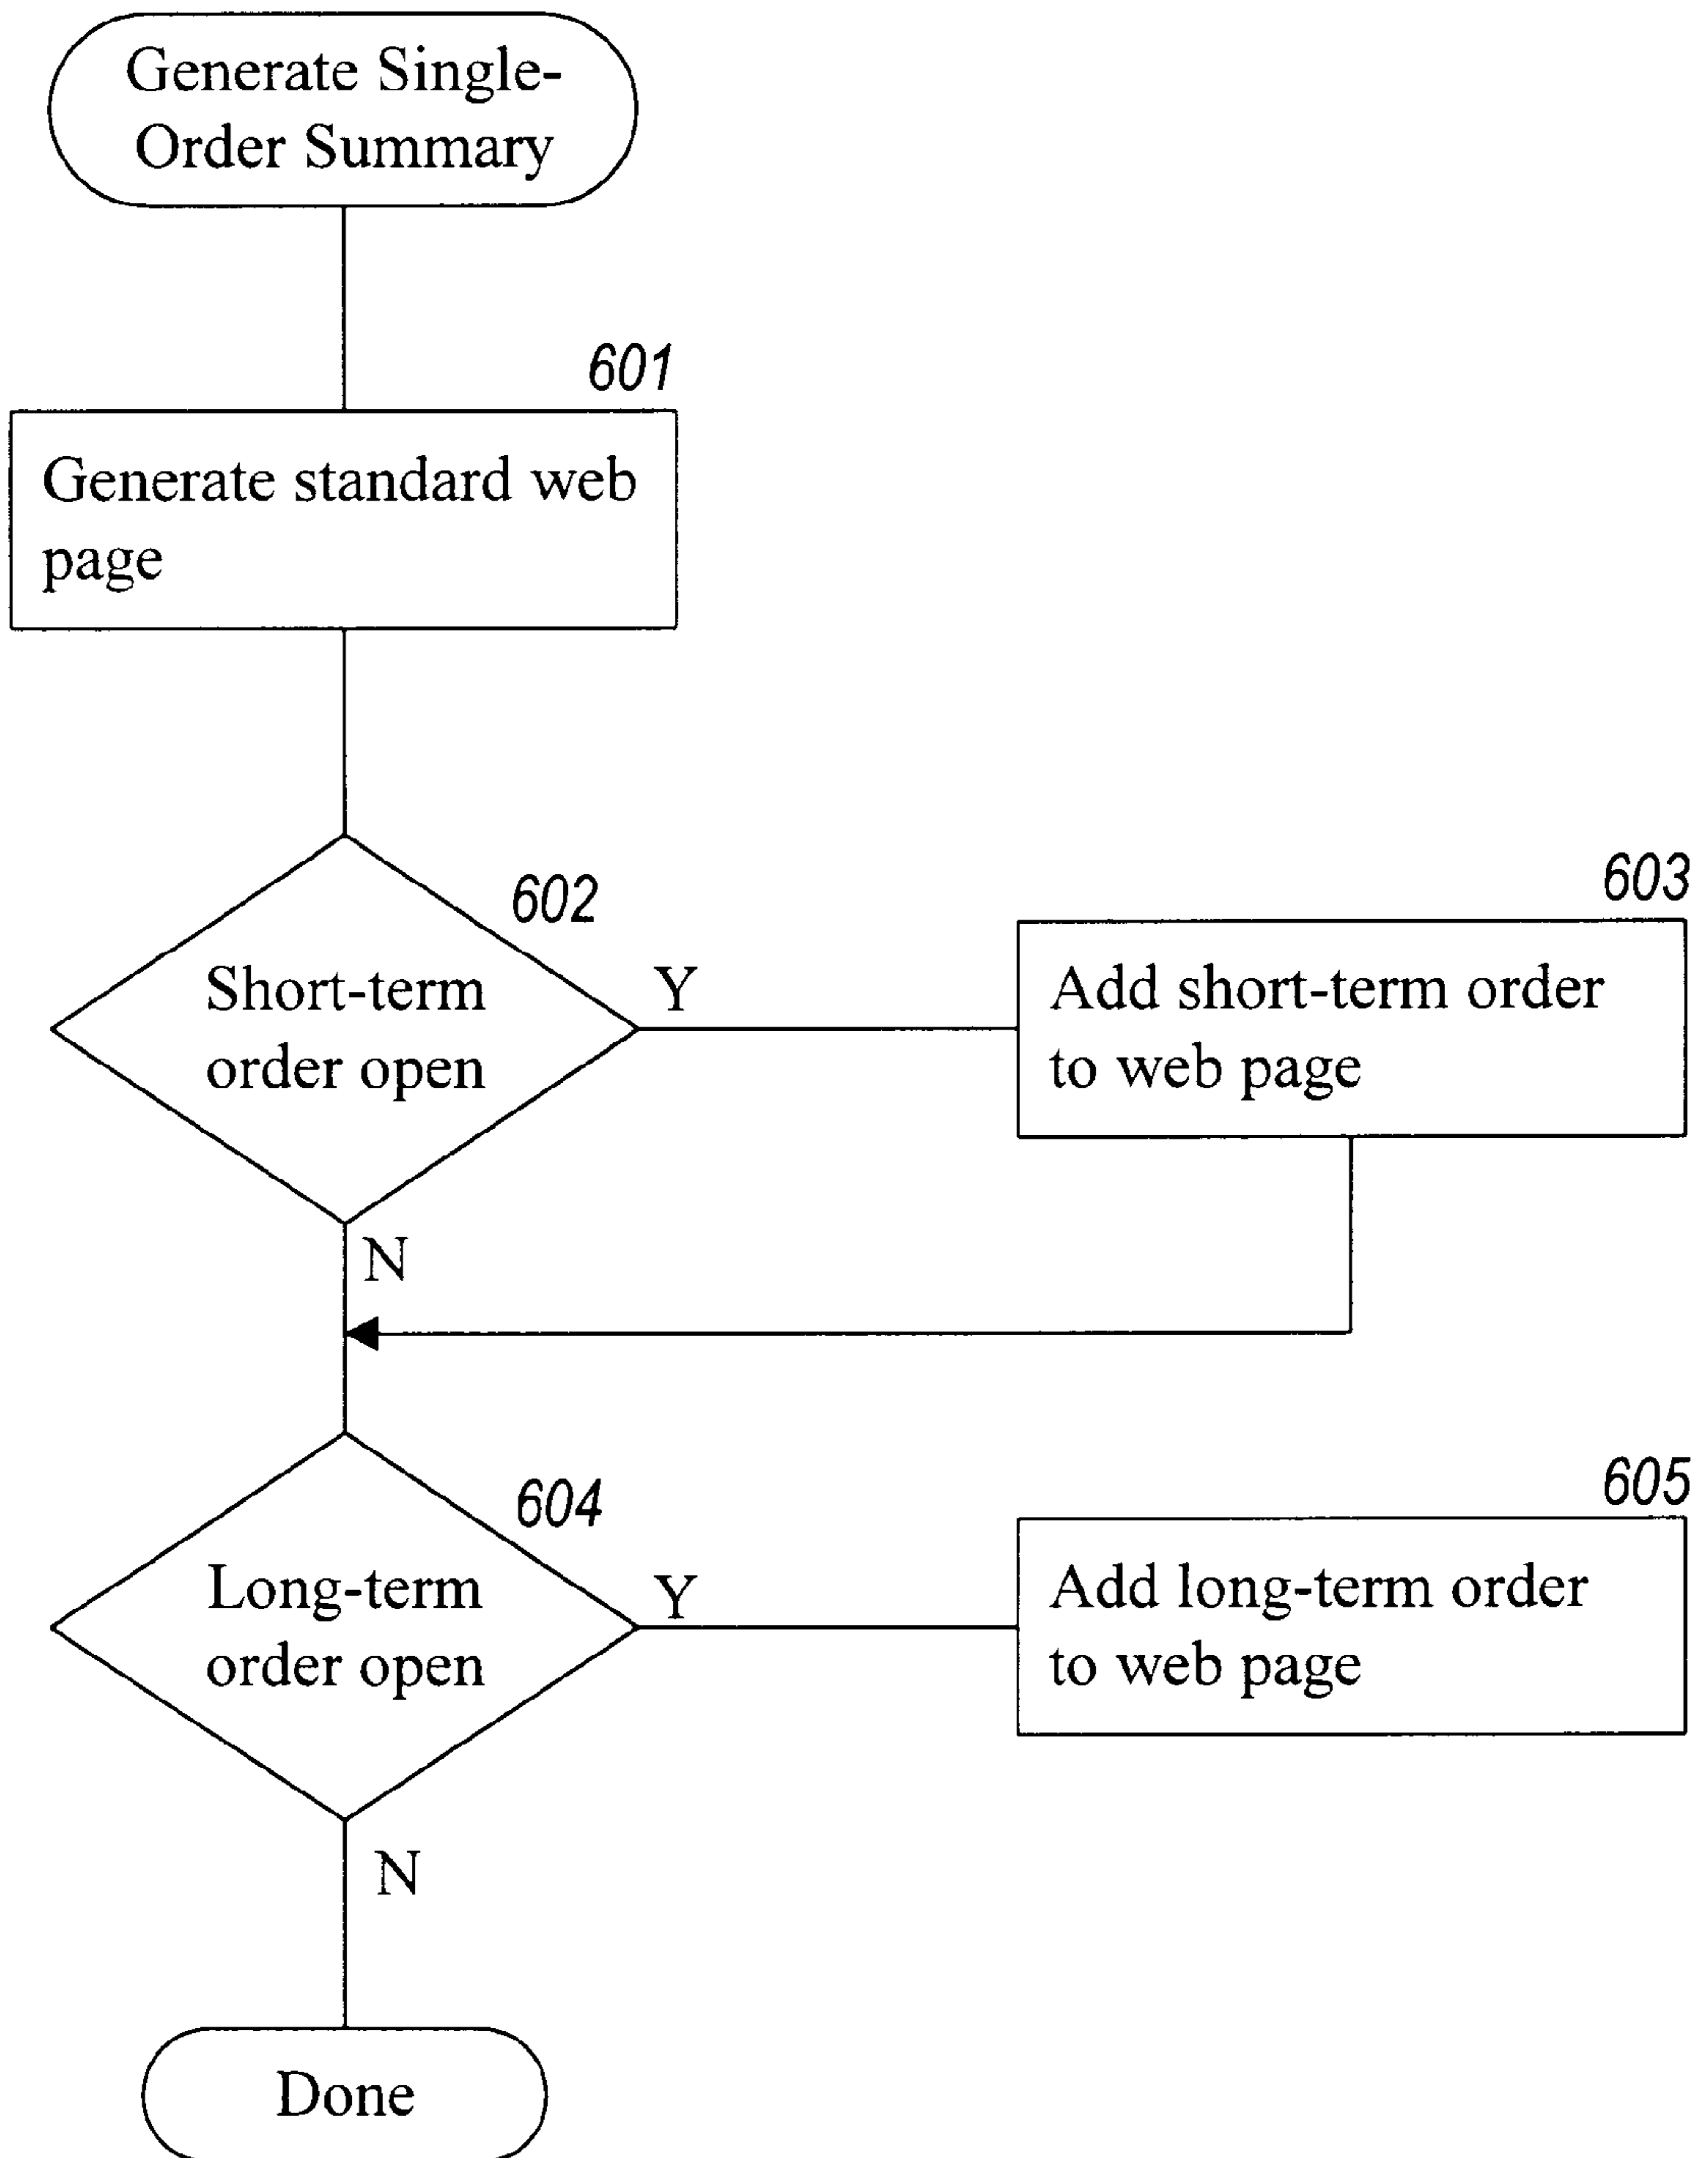 Generate Single-
Order Summary
601
Generate standard web
page
602
Short-term
order open
Y
603
Add short-term order
to web page
N
604
Long-term
order open
Y
605
Add long-term order
to web page
N
Done